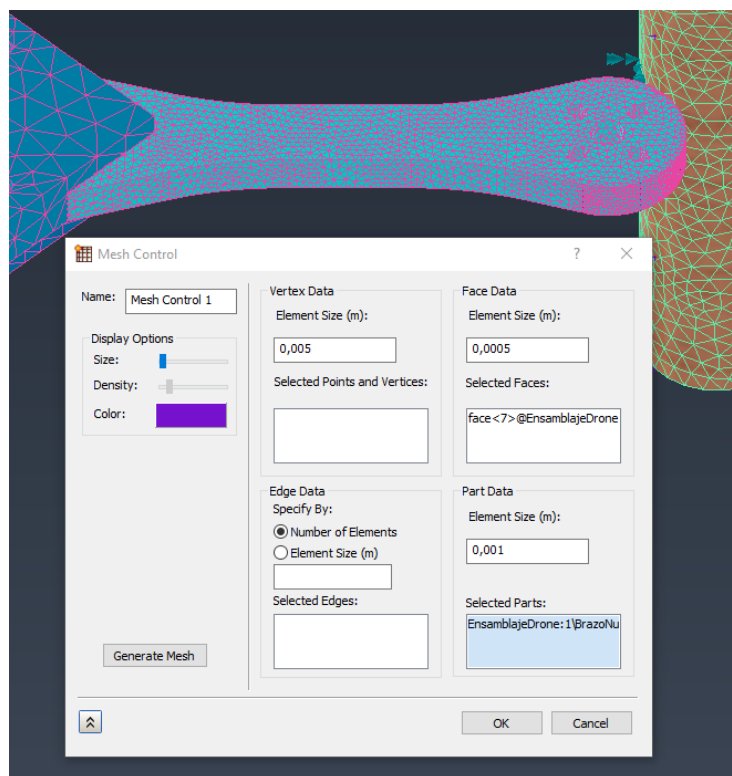 Mesh Control
?
Name:
Mesh Control 1
Display Options
Size:
Density:
Color:
Generate Mesh
Vertex Data
Element Size (m):
0,005
Selected Points and Vertices:
Face Data
Element Size (m):
0,0005
Selected Faces:
face<7>@EnsamblajeDrone
Edge Data
Specify By:
Number of Elements
Element Size (m)
Selected Edges:
Part Data
Element Size (m):
0,001
Selected Parts:
EnsamblajeDrone:1\BrazoNu
OK
Cancel